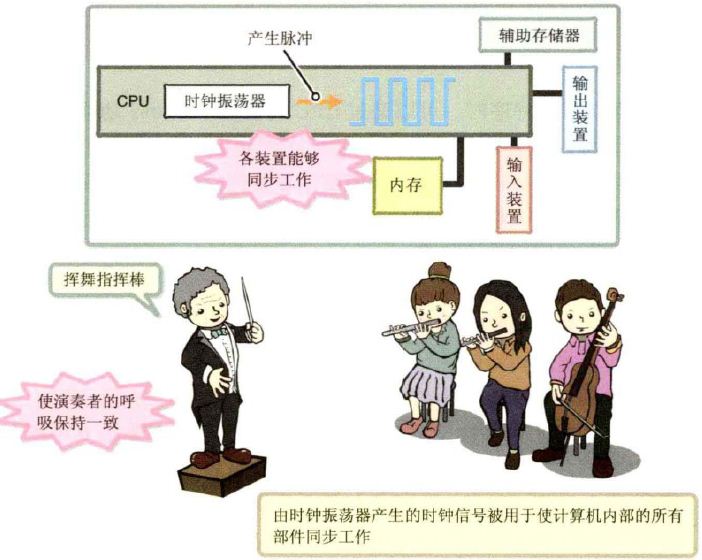 产生脉冲
辅助存储器
CPU
时钟振荡器
输出装置
各装置能够
同步工作
内存
输入装置
挥舞指挥棒
使演奏者的呼
吸保持一致
由时钟振荡器产生的时钟信号被用于使计算机内部的所有
部件同步工作